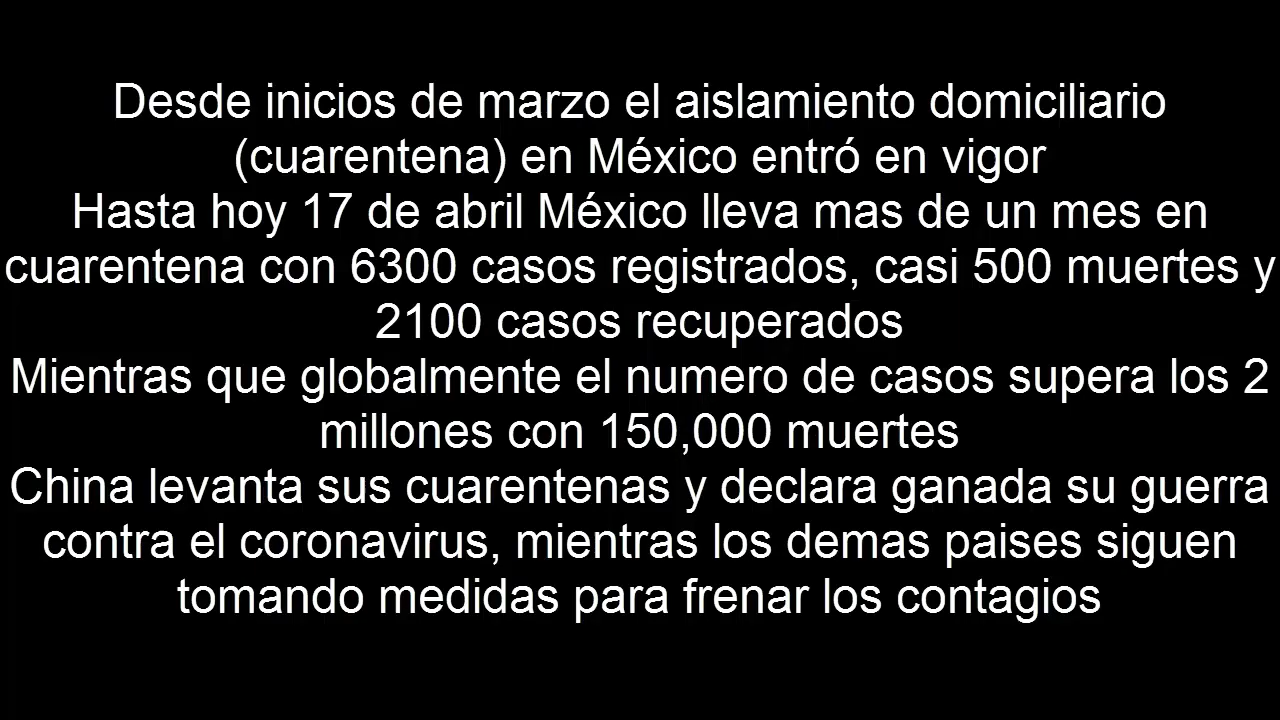 Desde inicios de marzo el aislamiento domiciliario
(cuarentena) en México entró en vigor
Hasta hoy 17 de abril México lleva mas de un mes en
cuarentena con 6300 casos registrados, casi 500 muertes y
2100 casos recuperados
Mientras que globalmente el numero de casos supera los 2
millones con 150,000 muertes
China levanta sus cuarentenas y declara ganada su guerra
contra el coronavirus, mientras los demas paises siguen
tomando medidas para frenar los contagios